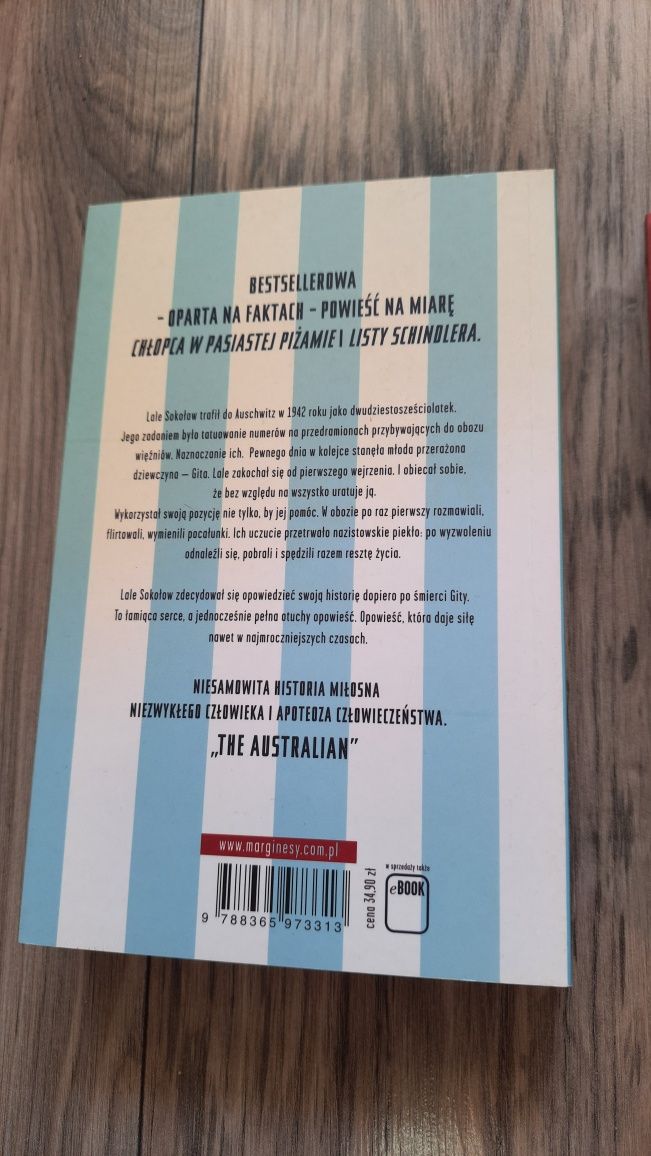 BESTSELLEROWA
– OPARTA NA FAKTACH – POWIEŚĆ NA MIARĘ
CHŁOPCA W PASIASTEJ PIŻAMIE I LISTY SCHINDLERA.
Lale Sokołow trafił do Auschwitz w 1942 roku jako dwudziestosześciolatek.
Jego zadaniem było tatuowanie numerów na przedramionach przybywających do obozu
więźniów. Naznaczanie ich. Pewnego dnia w kolejce stanęła młoda przerażona
dziewczyna – Gita. Lale zakochał się od pierwszego wejrzenia. I obiecał sobie,
że bez względu na wszystko uratuje ją.
Wykorzystał swoją pozycję nie tylko, by jej pomóc. W obozie po raz pierwszy rozmawiali,
flirtowali, wymienili pocałunki. Ich uczucie przetrwało nazistowskie piekło: po wyzwoleniu
odnaleźli się, pobrali i spędzili razem resztę życia.
Lale Sokołow zdecydował się opowiedzieć swoją historię dopiero po śmierci Gity.
To łamiąca serce, a jednocześnie pełna otuchy opowieść. Opowieść, która daje siłę
nawet w najmroczniejszych czasach.
NIESAMOWITA HISTORIA MIŁOSNA
NIEZWYKŁEGO CZŁOWIEKA I APOTEOZA CZŁOWIECZEŃSTWA.
„THE AUSTRALIAN”
www.marginesy.com.pl
9 788365 973313
cena 34,90 zł
w sprzedaży także
eBOOK